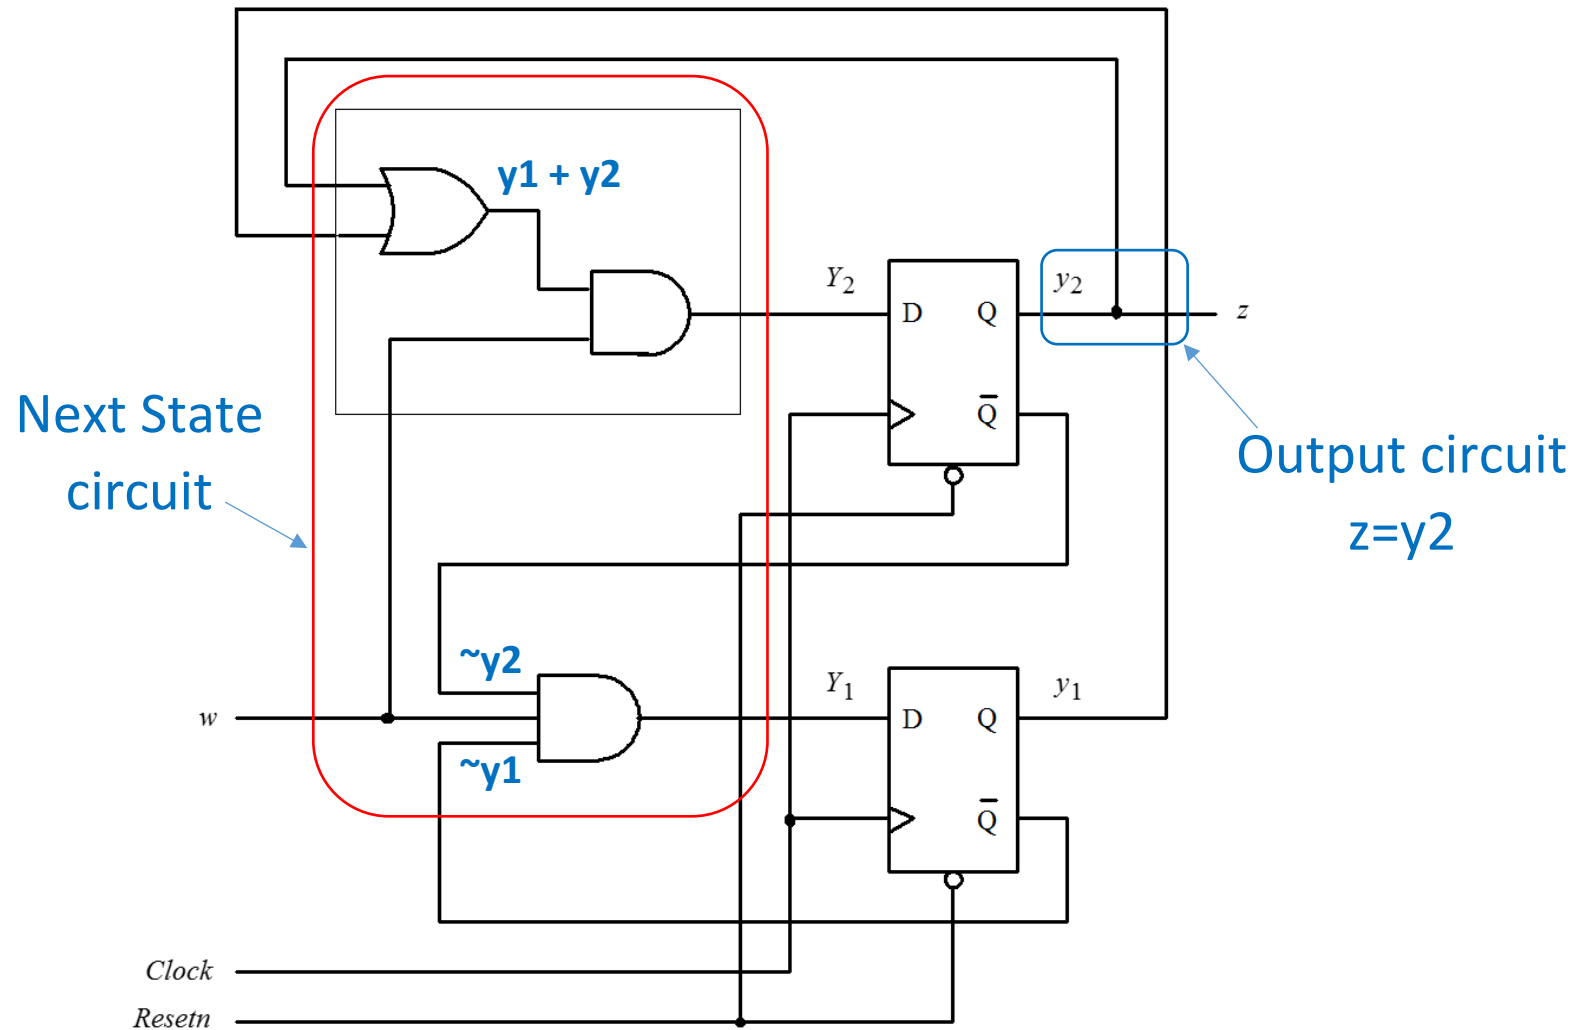 y1 + y2
Y2
D
Q
y2
z
Q̅
Next State
circuit
Output circuit
z=y2
~y2
w
~y1
Y1
D
Q
y1
Q̅
Clock
Resetn